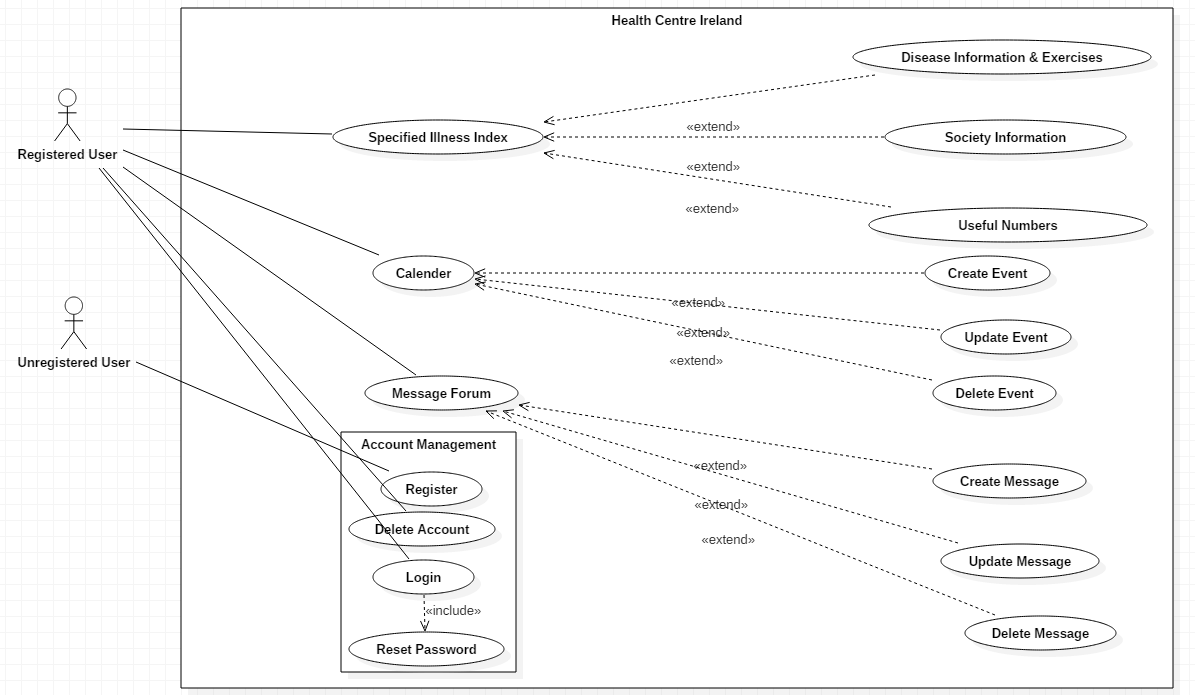 Health Centre Ireland
Disease Information & Exercises
Registered User
Specified Illness Index
«extend»
Society Information
«extend»
«extend»
Useful Numbers
Calender
Create Event
Unregistered User
«extend»
«extend»
Update Event
«extend»
Message Forum
Delete Event
Account Management
«extend»
Register
Create Message
«extend»
Delete Account
«extend»
Login
Update Message
«include»
Reset Password
Delete Message